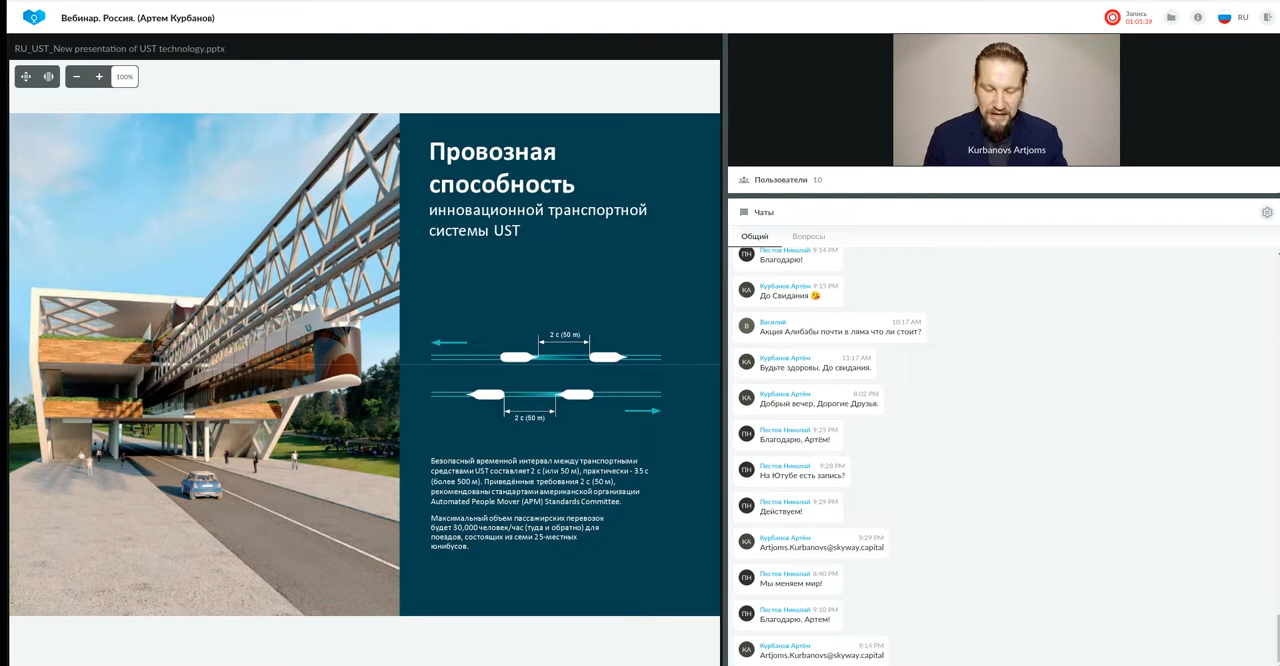 Вебинар. Россия. (Артем Курбанов)
Запись
01:05:39
RU
RU_UST_New presentation of UST technology.pptx
100%
Провозная
способность
инновационной транспортной
системы UST
2 с (50 m)
2 с (50 m)
Безопасный временной интервал между транспортными
средствами UST составляет 2 с (или 50 м), практически - 35 с
(более 500 м). Приведённые требования 2 с (50 м),
рекомендованы стандартами американской организации
Automated People Mover (APM) Standards Committee.
Максимальный объем пассажирских перевозок
будет 30,000 человек/час (туда и обратно) для
поездов, состоящих из семи 25-местных
юнибусов.
Kurbanovs Artjoms
Пользователи 10
Чаты
Общий Вопросы
ПН Пестов Николай 9:14 PM
Благодарю!
КА Курбанов Артём 9:15 PM
До Свидания 😘
В Василий 10:17 AM
Акция Алибабы почти в ляма что ли стоит?
КА Курбанов Артём 11:17 AM
Будьте здоровы. До свидания.
КА Курбанов Артём 8:02 PM
Добрый вечер, Дорогие Друзья.
ПН Пестов Николай 9:25 PM
Благодарю, Артём!
ПН Пестов Николай 9:28 PM
На Ютубе есть запись?
ПН Пестов Николай 9:29 PM
Действуем!
КА Курбанов Артём 9:29 PM
Artjoms.Kurbanovs@skyway.capital
ПН Пестов Николай 8:40 PM
Мы меняем мир!
ПН Пестов Николай 9:10 PM
Благодарю, Артем!
КА Курбанов Артём 9:14 PM
Artjoms.Kurbanovs@skyway.capital